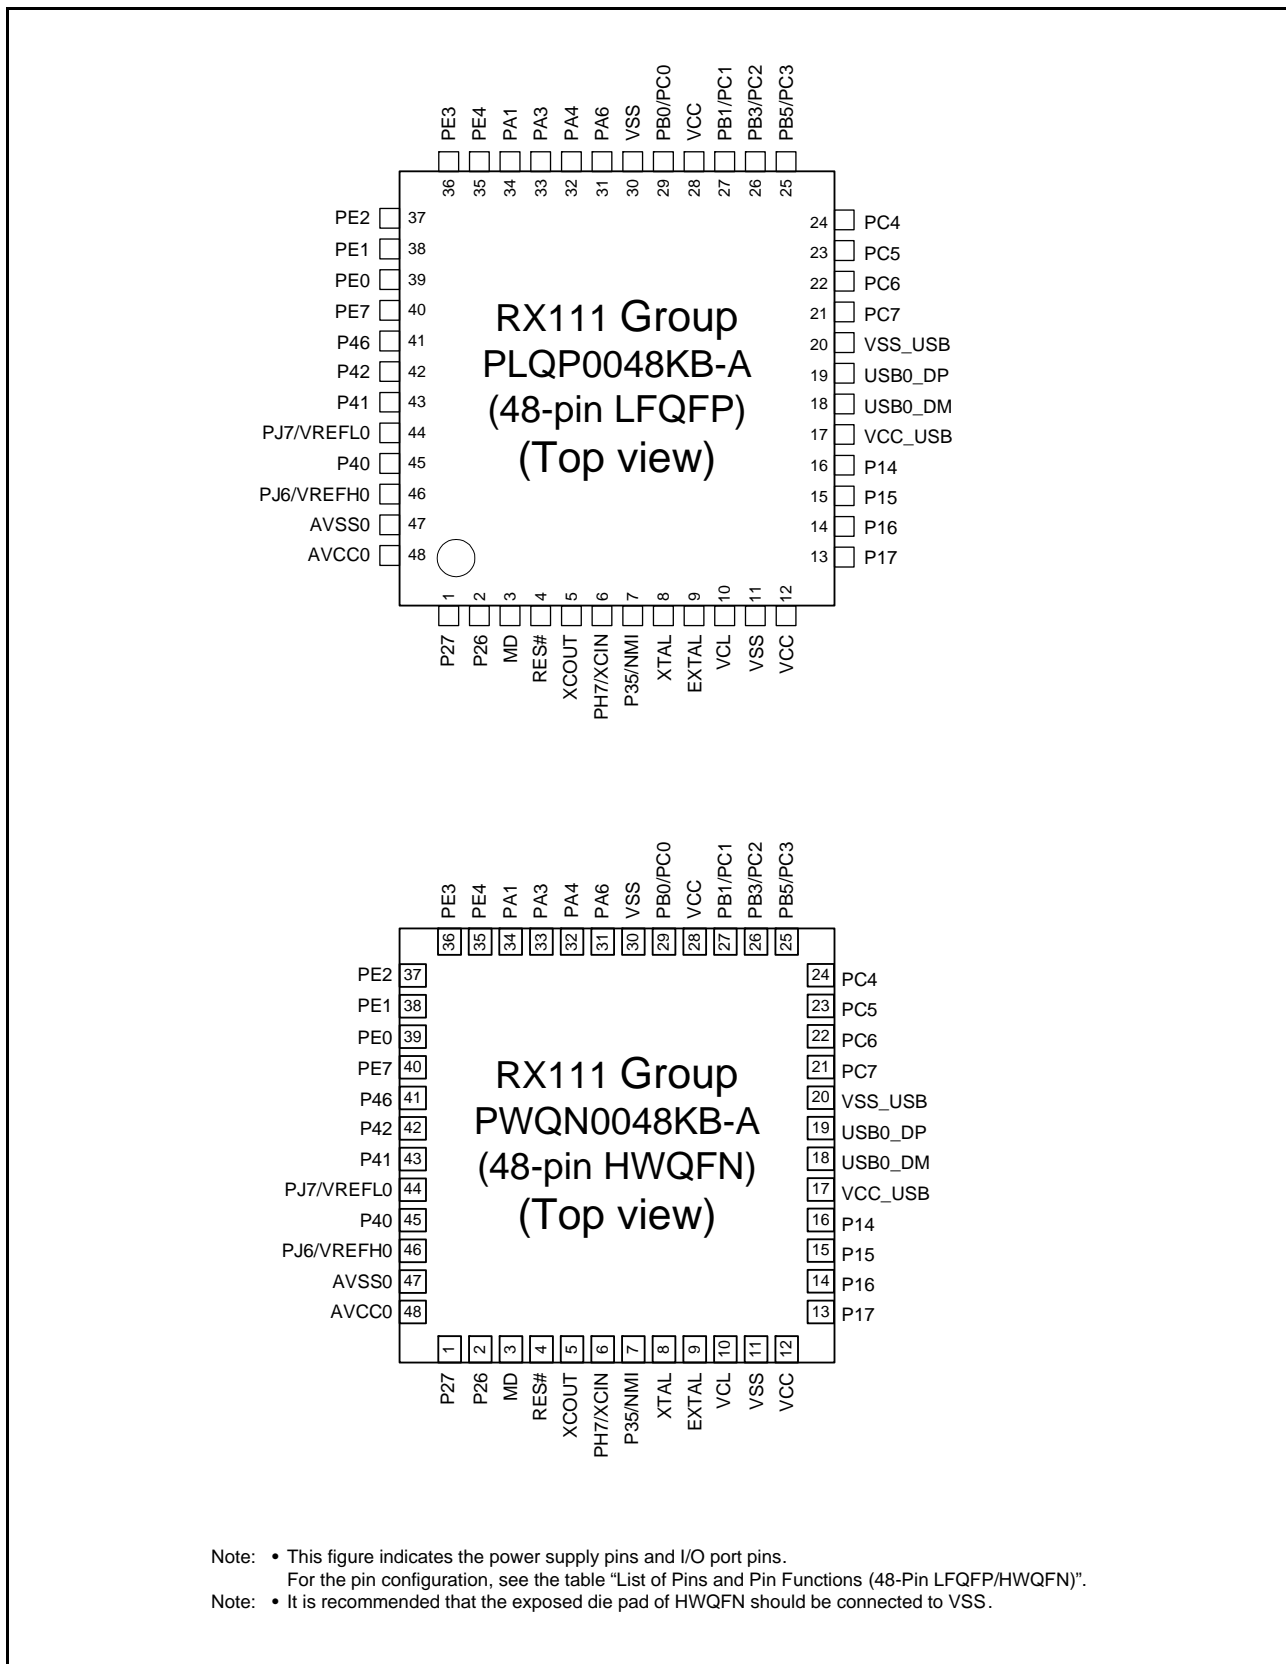 PE3 PE4 PA1 PA3 PA4 PA6 VSS PB0/PC0 VCC PB1/PC1 PB3/PC2 PB5/PC3
36 35 34 33 32 31 30 29 28 27 26 25
PE2 37
PE1 38
PE0 39
PE7 40
P46 41
P42 42
P41 43
PJ7/VREFL0 44
P40 45
PJ6/VREFH0 46
AVSS0 47
AVCC0 48
RX111 Group
PLQP0048KB-A
(48-pin LFQFP)
(Top view)
24 PC4
23 PC5
22 PC6
21 PC7
20 VSS_USB
19 USB0_DP
18 USB0_DM
17 VCC_USB
16 P14
15 P15
14 P16
13 P17
1 2 3 4 5 6 7 8 9 10 11 12
P27 P26 MD RES# XCOUT PH7/XCIN P35/NMI XTAL EXTAL VCL VSS VCC
PE3 PE4 PA1 PA3 PA4 PA6 VSS PB0/PC0 VCC PB1/PC1 PB3/PC2 PB5/PC3
36 35 34 33 32 31 30 29 28 27 26 25
PE2 37
PE1 38
PE0 39
PE7 40
P46 41
P42 42
P41 43
PJ7/VREFL0 44
P40 45
PJ6/VREFH0 46
AVSS0 47
AVCC0 48
RX111 Group
PWQN0048KB-A
(48-pin HWQFN)
(Top view)
24 PC4
23 PC5
22 PC6
21 PC7
20 VSS_USB
19 USB0_DP
18 USB0_DM
17 VCC_USB
16 P14
15 P15
14 P16
13 P17
1 2 3 4 5 6 7 8 9 10 11 12
P27 P26 MD RES# XCOUT PH7/XCIN P35/NMI XTAL EXTAL VCL VSS VCC
Note: • This figure indicates the power supply pins and I/O port pins.
For the pin configuration, see the table “List of Pins and Pin Functions (48-Pin LFQFP/HWQFN)”.
Note: • It is recommended that the exposed die pad of HWQFN should be connected to VSS.